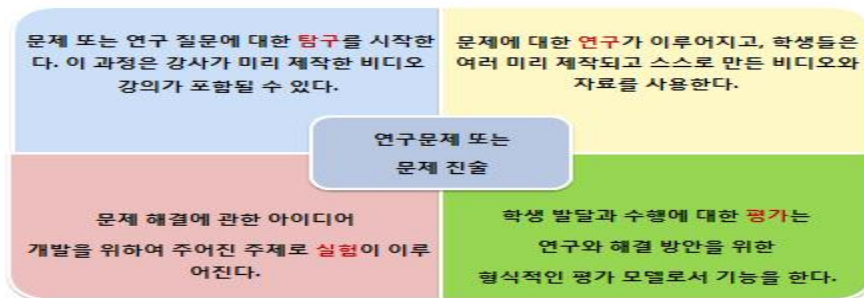 문제 또는 연구 질문에 대한 탐구를 시작한
다. 이 과정은 강사가 미리 제작한 비디오
강의가 포함될 수 있다.
문제에 대한 연구가 이루어지고, 학생들은
여러 미리 제작되고 스스로 만든 비디오와
자료를 사용한다.
연구문제 또는
문제 진술
문제 해결에 관한 아이디어
개발을 위하여 주어진 주제로 실험이 이루
어진다.
학생 발달과 수행에 대한 평가는
연구와 해결 방안을 위한
형식적인 평가 모델로서 기능을 한다.